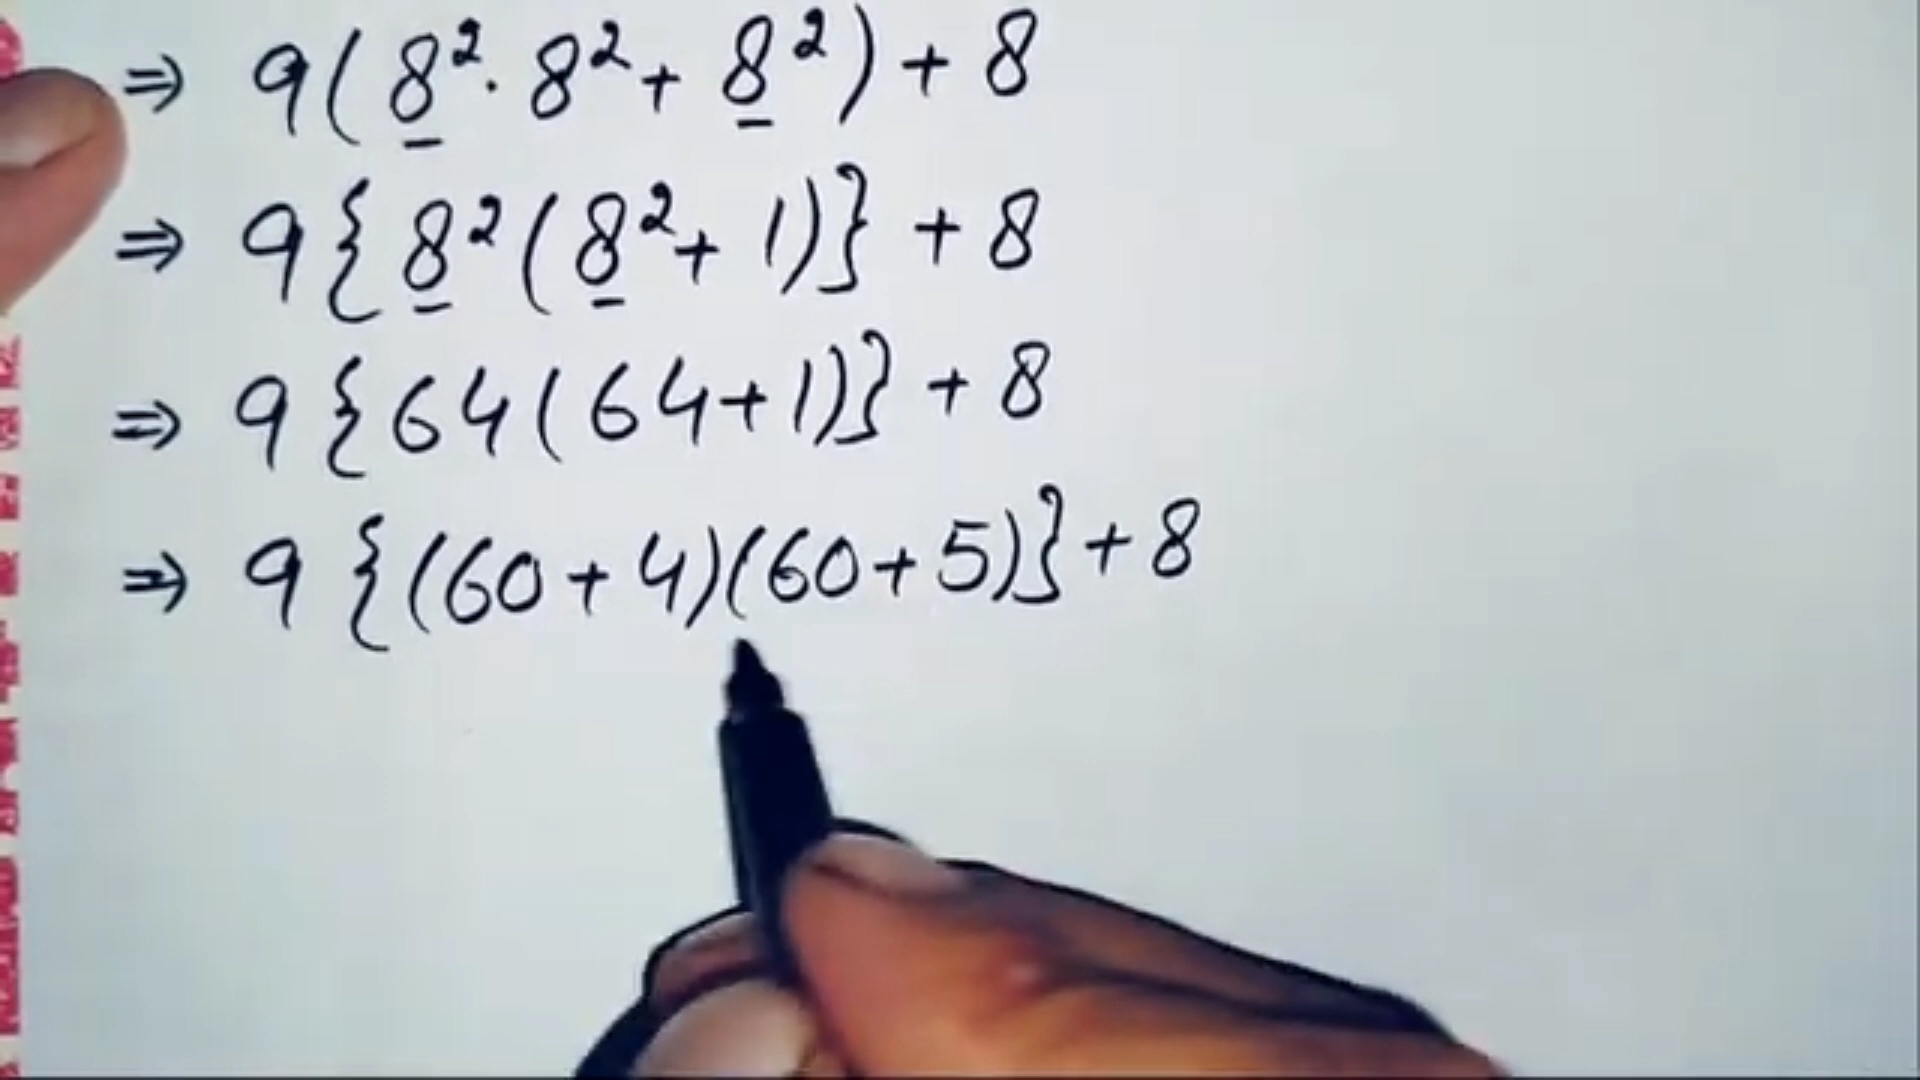 ⇒ 9(8²·8²+8²)+8
⇒ 9{8²(8²+1)}+8
⇒ 9{64(64+1)}+8
⇒ 9{(60+4)(60+5)}+8